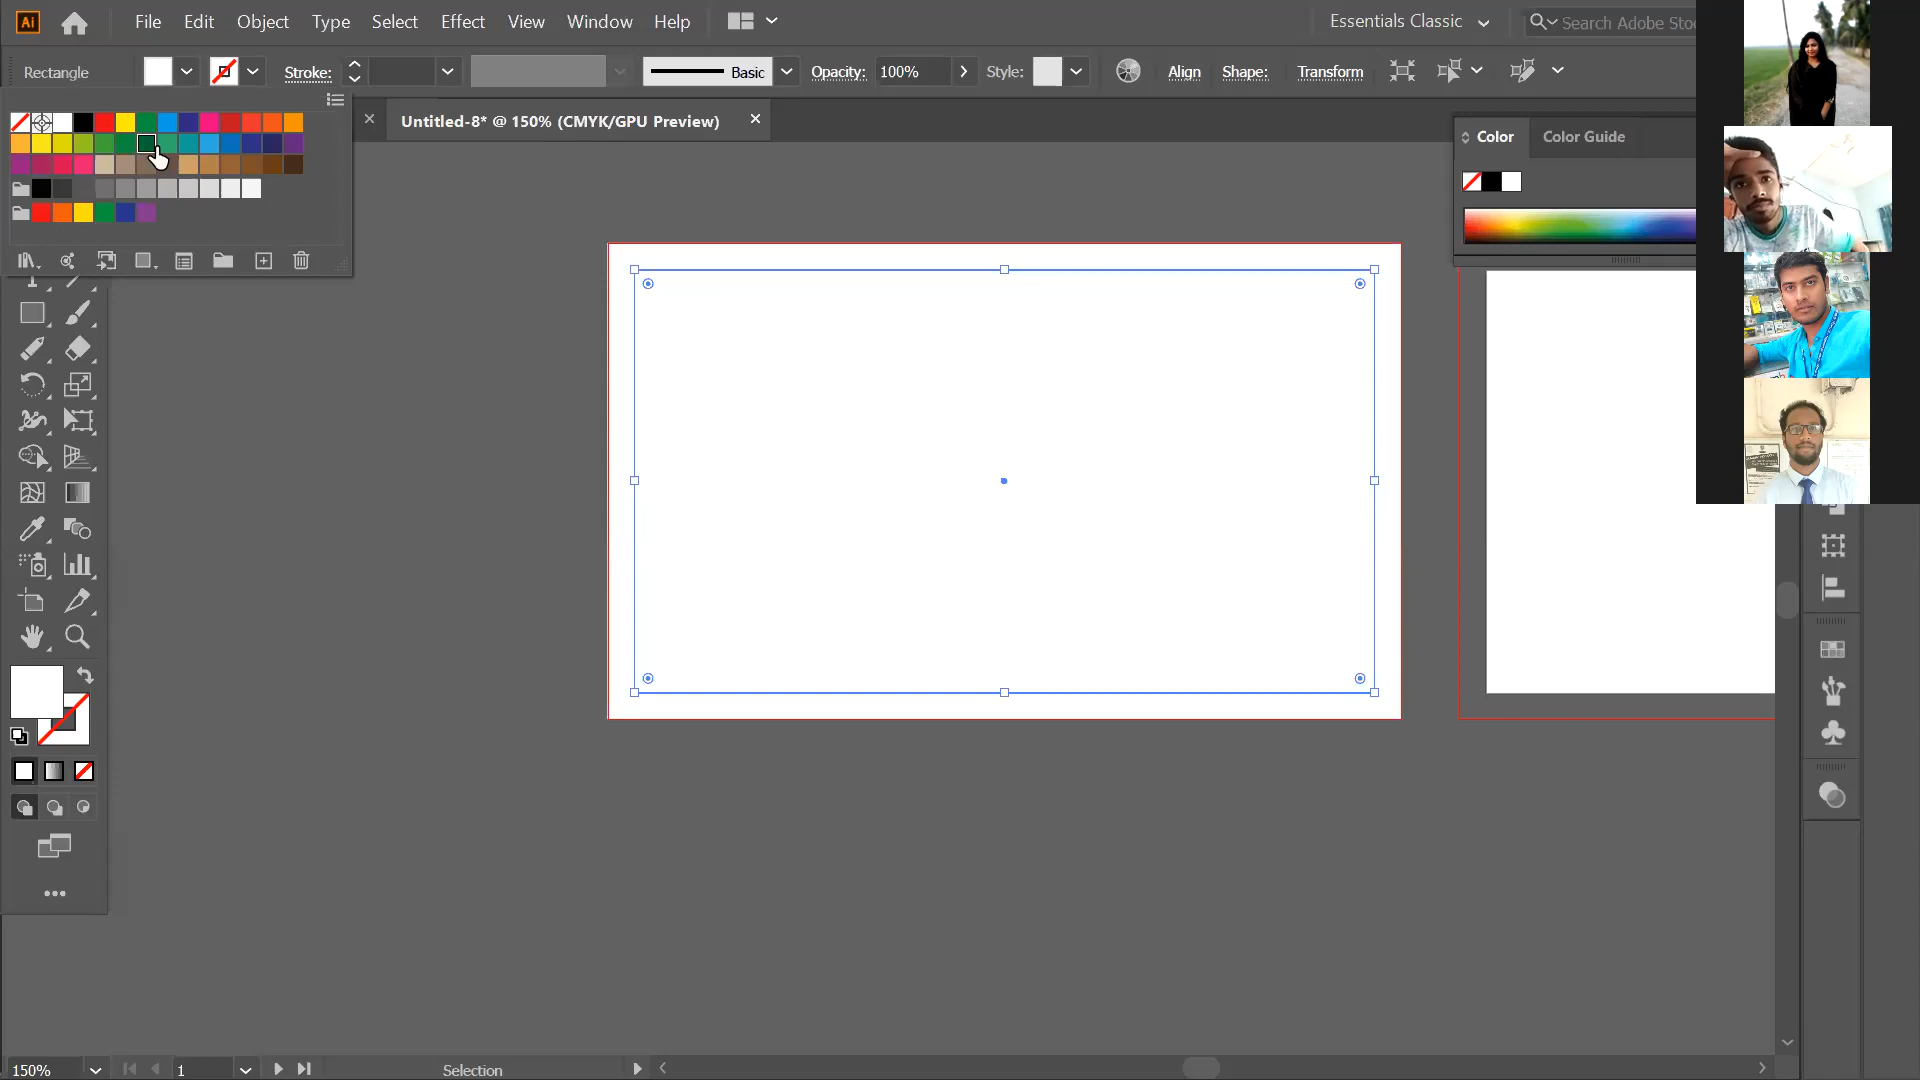 Ai File Edit Object Type Select Effect View Window Help Essentials Classic Search Adobe Sto
Rectangle Stroke: Basic Opacity: 100% Style: Align Shape: Transform
Untitled-8* @ 150% (CMYK/GPU Preview)
Color Color Guide
150% 1 Selection